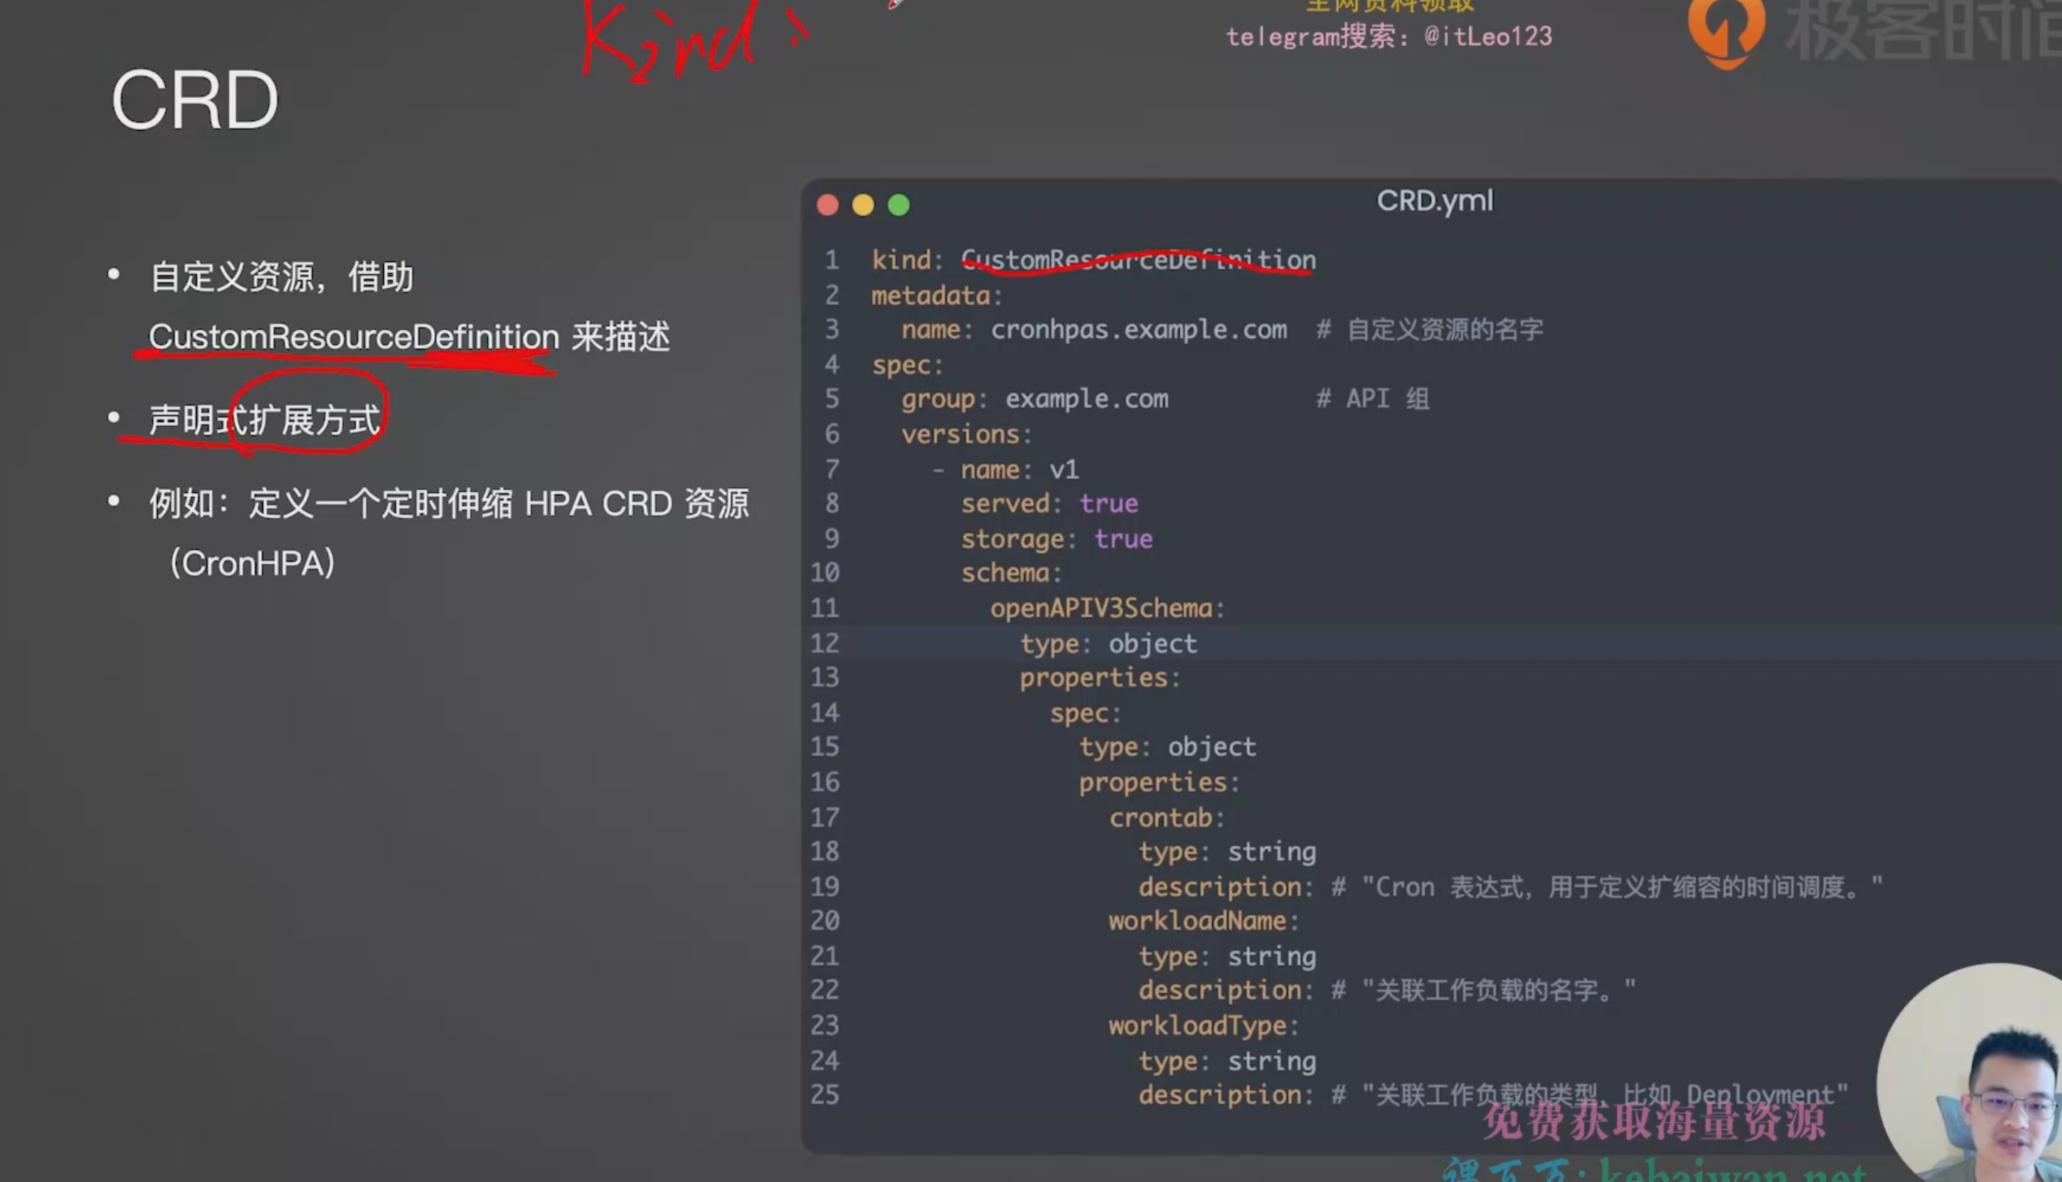 Kind:
全网资料领取
telegram搜索：@itLeo123
极客时间
CRD
• 自定义资源，借助
CustomResourceDefinition 来描述
• 声明式扩展方式
• 例如：定义一个定时伸缩 HPA CRD 资源
（CronHPA）
CRD.yml
1 kind: CustomResourceDefinition
2 metadata:
3   name: cronhpas.example.com  # 自定义资源的名字
4 spec:
5   group: example.com          # API 组
6   versions:
7     - name: v1
8       served: true
9       storage: true
10       schema:
11         openAPIV3Schema:
12           type: object
13           properties:
14             spec:
15               type: object
16               properties:
17                 crontab:
18                   type: string
19                   description: # "Cron 表达式，用于定义扩缩容的时间调度。"
20                 workloadName:
21                   type: string
22                   description: # "关联工作负载的名字。"
23                 workloadType:
24                   type: string
25                   description: # "关联工作负载的类型，比如 Deployment"
免费获取海量资源
课百万：kebaiwan.net